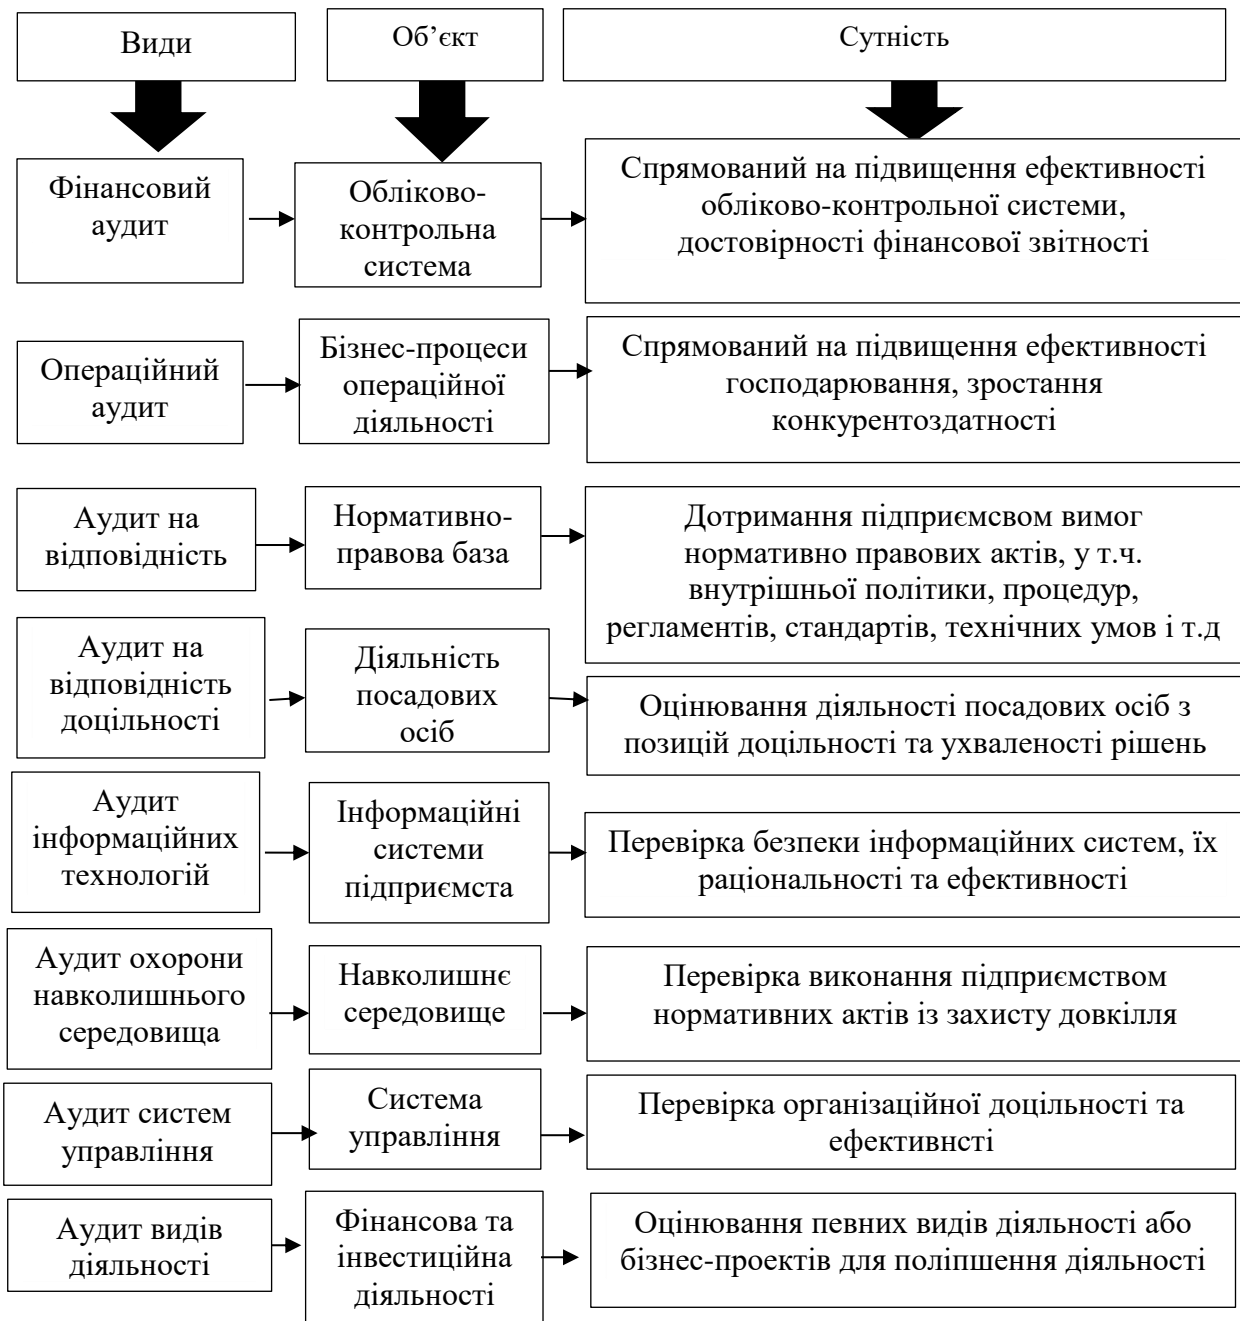 Види
Об’єкт
Сутність
Фінансовий
аудит
Обліково-
контрольна
система
Спрямований на підвищення ефективності
обліково-контрольної системи,
достовірності фінансової звітності
Операційний
аудит
Бізнес-процеси
операційної
діяльності
Спрямований на підвищення ефективності
господарювання, зростання
конкурентоздатності
Аудит на
відповідність
Нормативно-
правова база
Дотримання підприємсвом вимог
нормативно правових актів, у т.ч.
внутрішньої політики, процедур,
регламентів, стандартів, технічних умов і т.д
Аудит на
відповідність
доцільності
Діяльність
посадових
осіб
Оцінювання діяльності посадових осіб з
позицій доцільності та ухваленості рішень
Аудит
інформаційних
технологій
Інформаційні
системи
підприємста
Перевірка безпеки інформаційних систем, їх
раціональності та ефективності
Аудит охорони
навколишнього
середовища
Навколишнє
середовище
Перевірка виконання підприємством
нормативних актів із захисту довкілля
Аудит систем
управління
Система
управління
Перевірка організаційної доцільності та
ефективнсті
Аудит видів
діяльності
Фінансова та
інвестиційна
діяльності
Оцінювання певних видів діяльності або
бізнес-проектів для поліпшення діяльності